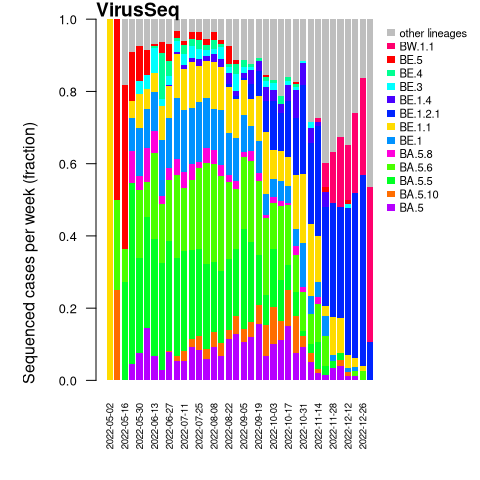 VirusSeq
Sequenced cases per week (fraction)
1.0
0.8
0.6
0.4
0.2
0.0
2022-05-02
2022-05-16
2022-05-30
2022-06-13
2022-06-27
2022-07-11
2022-07-25
2022-08-08
2022-08-22
2022-09-05
2022-09-19
2022-10-03
2022-10-17
2022-10-31
2022-11-14
2022-11-28
2022-12-12
2022-12-26
other lineages
BW.1.1
BE.5
BE.4
BE.3
BE.1.4
BE.1.2.1
BE.1.1
BE.1
BA.5.8
BA.5.6
BA.5.5
BA.5.10
BA.5